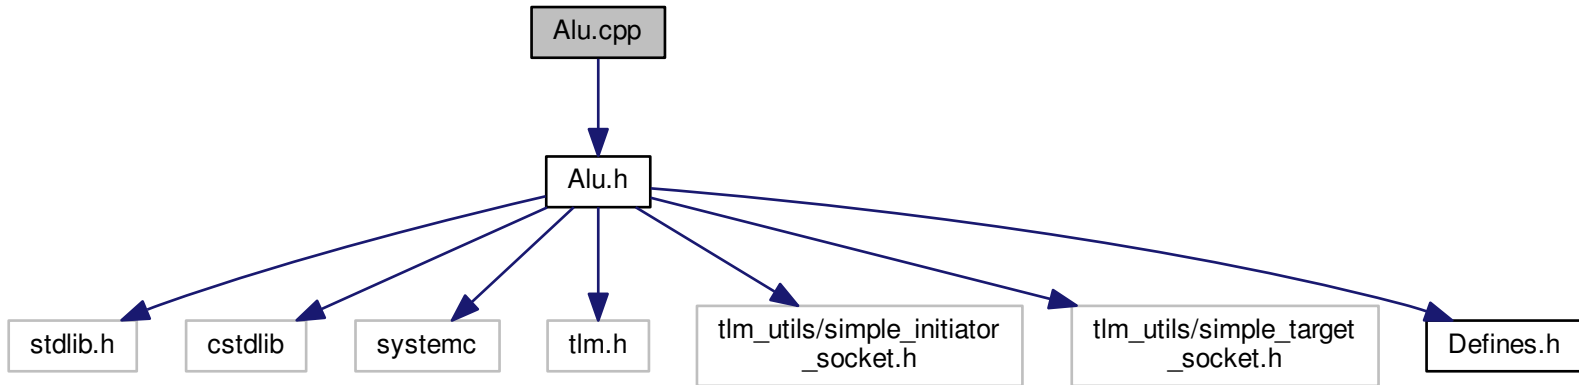 Alu.cpp
Alu.h
stdlib.h
cstdlib
systemc
tlm.h
tlm_utils/simple_initiator
_socket.h
tlm_utils/simple_target
_socket.h
Defines.h